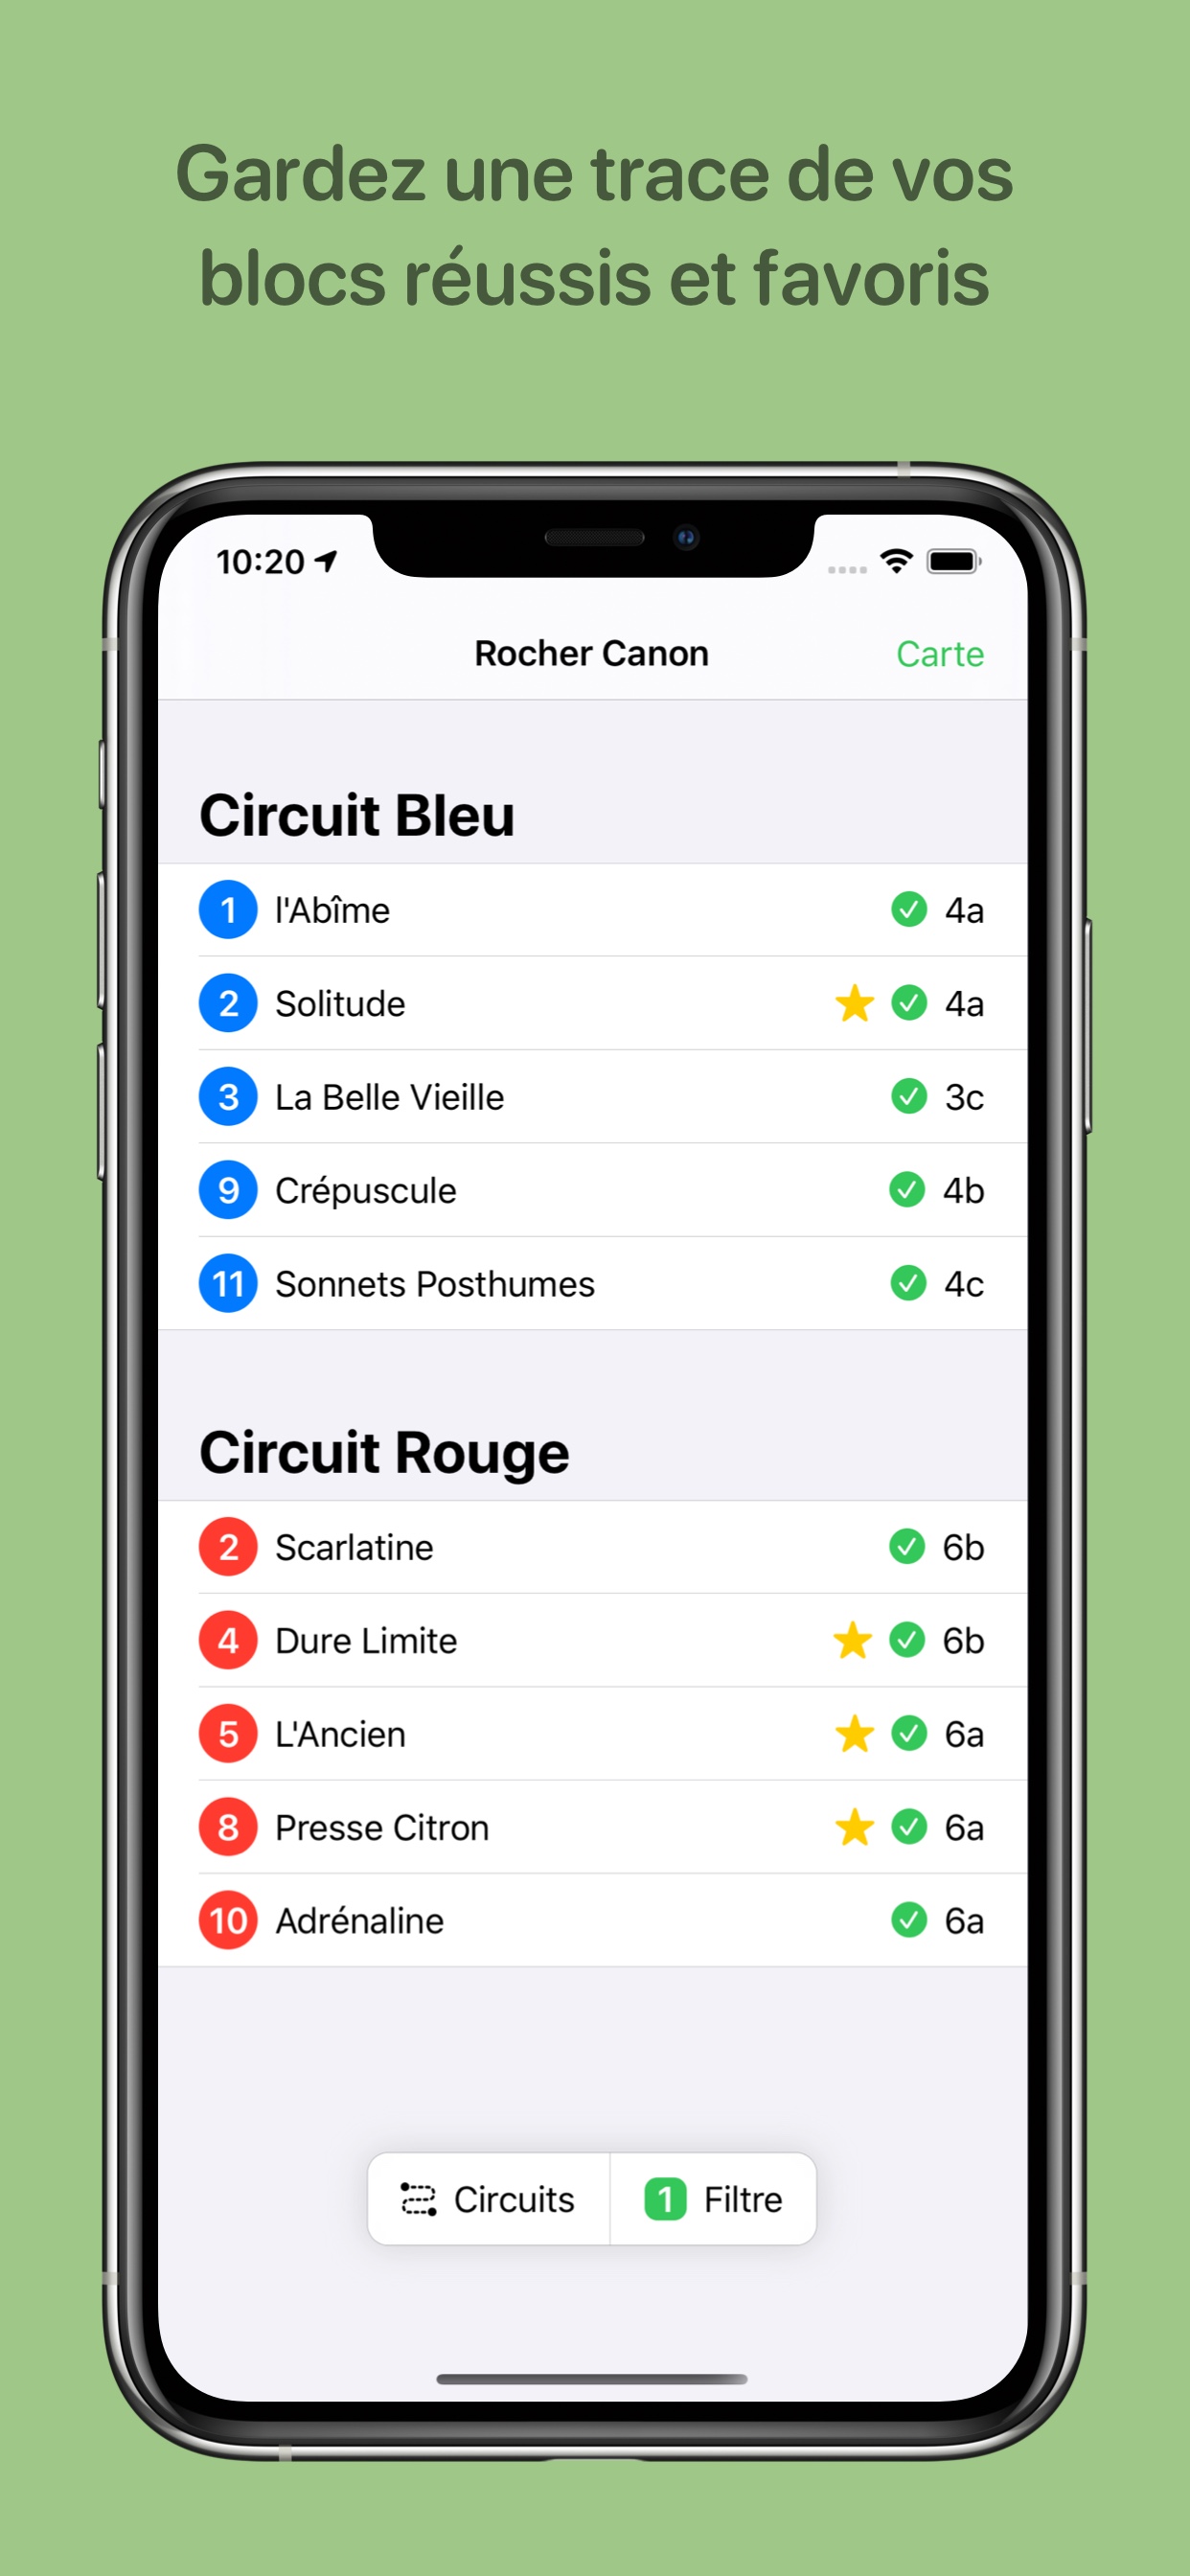 Gardez une trace de vos
blocs réussis et favoris
10:20
Rocher Canon
Carte
Circuit Bleu
1 l'Abîme 4a
2 Solitude 4a
3 La Belle Vieille 3c
9 Crépuscule 4b
11 Sonnets Posthumes 4c
Circuit Rouge
2 Scarlatine 6b
4 Dure Limite 6b
5 L'Ancien 6a
8 Presse Citron 6a
10 Adrénaline 6a
Circuits 1 Filtre